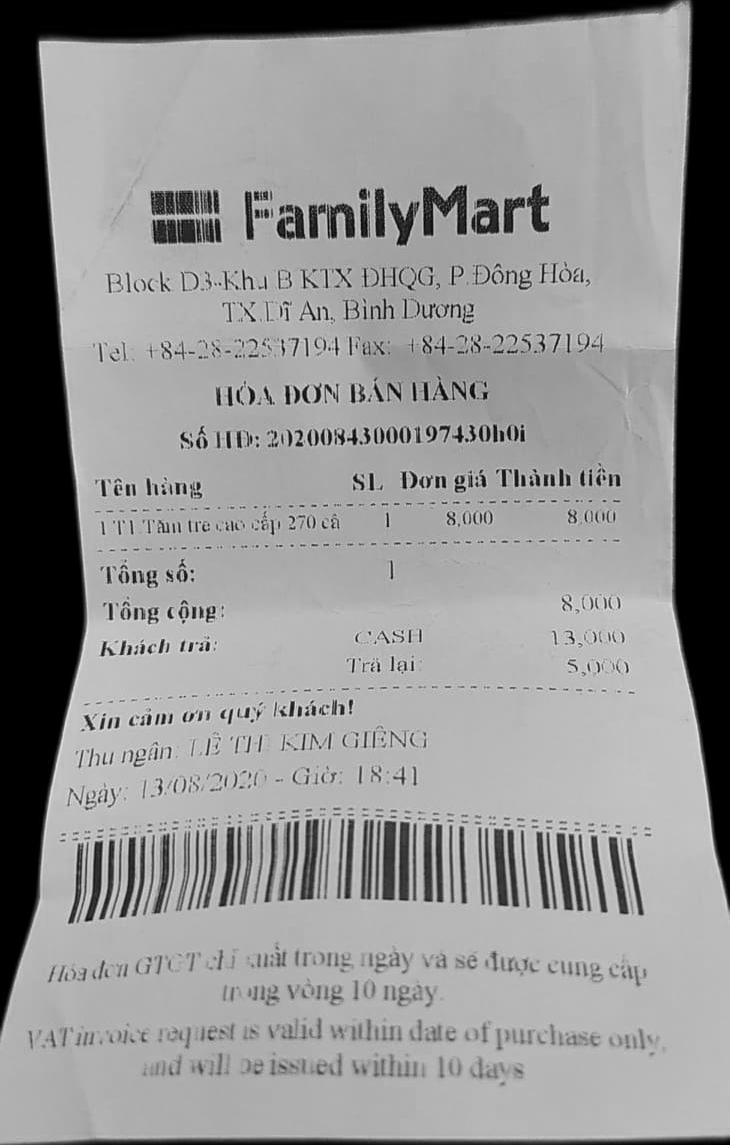 FamilyMart
Block D3-Khu B KTX ĐHQG, P.Đông Hòa,
TX.Dĩ An, Bình Dương
Tel: +84-28-22537194 Fax: +84-28-22537194
HÓA ĐƠN BÁN HÀNG
Số HĐ: 20200843000197430h0i
Tên hàng SL Đơn giá Thành tiền
1 T1 Tăm tre cao cấp 270 câ 1 8,000 8,000
Tổng số: 1
Tổng cộng: 8,000
Khách trả: CASH 13,000
Trả lại: 5,000
Xin cảm ơn quý khách!
Thu ngân: LÊ THỊ KIM GIÊNG
Ngày: 13/08/2020 - Giờ: 18:41
Hóa đơn GTGT chỉ xuất trong ngày và sẽ được cung cấp
trong vòng 10 ngày.
VAT invoice request is valid within date of purchase only,
and will be issued within 10 days